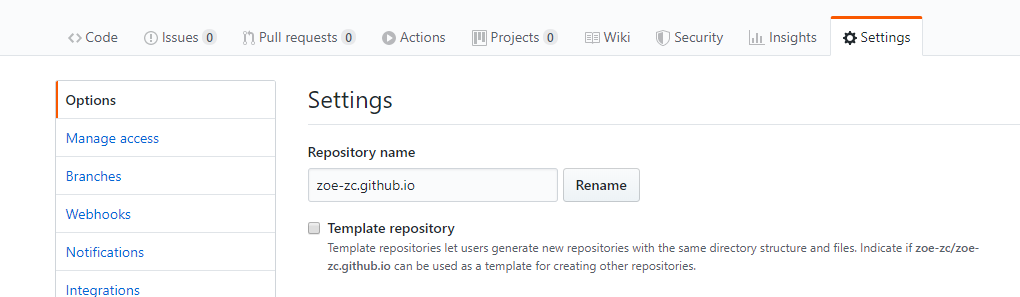 Code Issues 0 Pull requests 0 Actions Projects 0 Wiki Security Insights Settings
Options
Manage access
Branches
Webhooks
Notifications
Integrations
Settings
Repository name
zoe-zc.github.io Rename
Template repository
Template repositories let users generate new repositories with the same directory structure and files. Indicate if zoe-zc/zoe-
zc.github.io can be used as a template for creating other repositories.